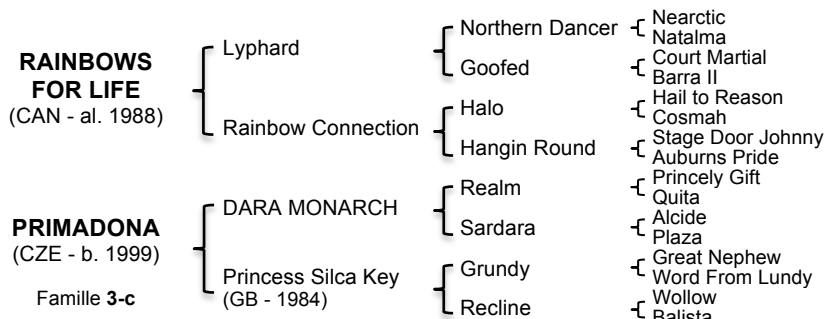 RAINBOWS
FOR LIFE
(CAN - al. 1988)
Lyphard
Rainbow Connection
Northern Dancer
Goofed
Halo
Hangin Round
Nearctic
Natalma
Court Martial
Barra II
Hail to Reason
Cosmah
Stage Door Johnny
Auburns Pride
PRIMADONA
(CZE - b. 1999)
Famille 3-c
DARA MONARCH
Princess Silca Key
(GB - 1984)
Realm
Sardara
Grundy
Recline
Princely Gift
Quita
Alcide
Plaza
Great Nephew
Word From Lundy
Wollow
Balista